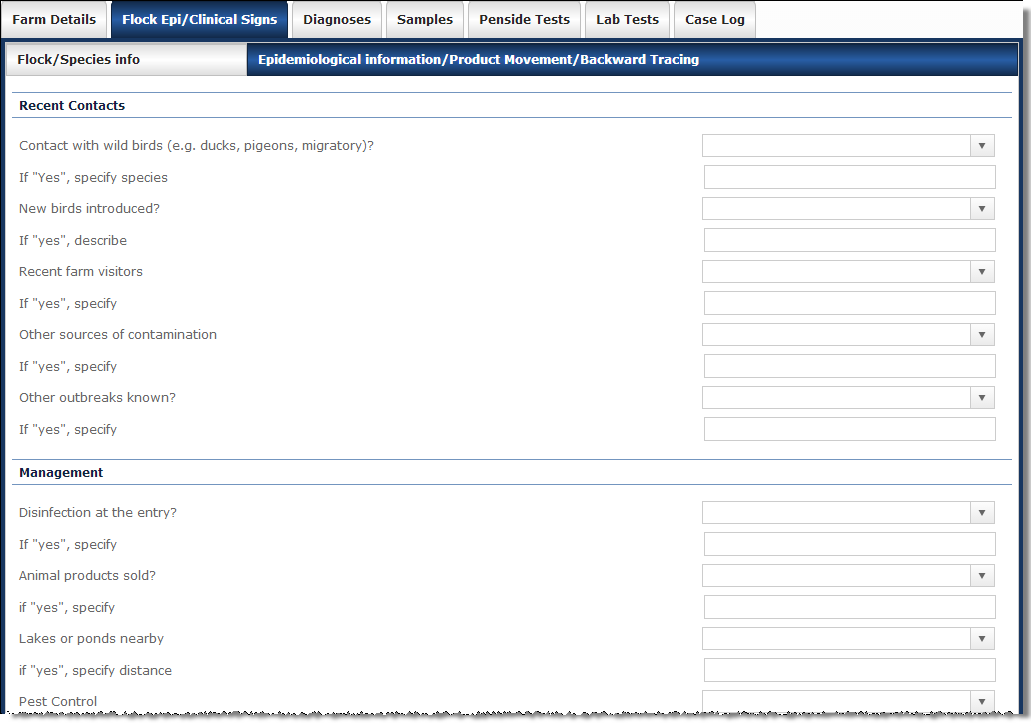 Farm Details Flock Epi/Clinical Signs Diagnoses Samples Penside Tests Lab Tests Case Log
Flock/Species info Epidemiological information/Product Movement/Backward Tracing
Recent Contacts
Contact with wild birds (e.g. ducks, pigeons, migratory)?
If "Yes", specify species
New birds introduced?
If "yes", describe
Recent farm visitors
If "yes", specify
Other sources of contamination
If "yes", specify
Other outbreaks known?
If "yes", specify
Management
Disinfection at the entry?
If "yes", specify
Animal products sold?
if "yes", specify
Lakes or ponds nearby
if "yes", specify distance
Pest Control